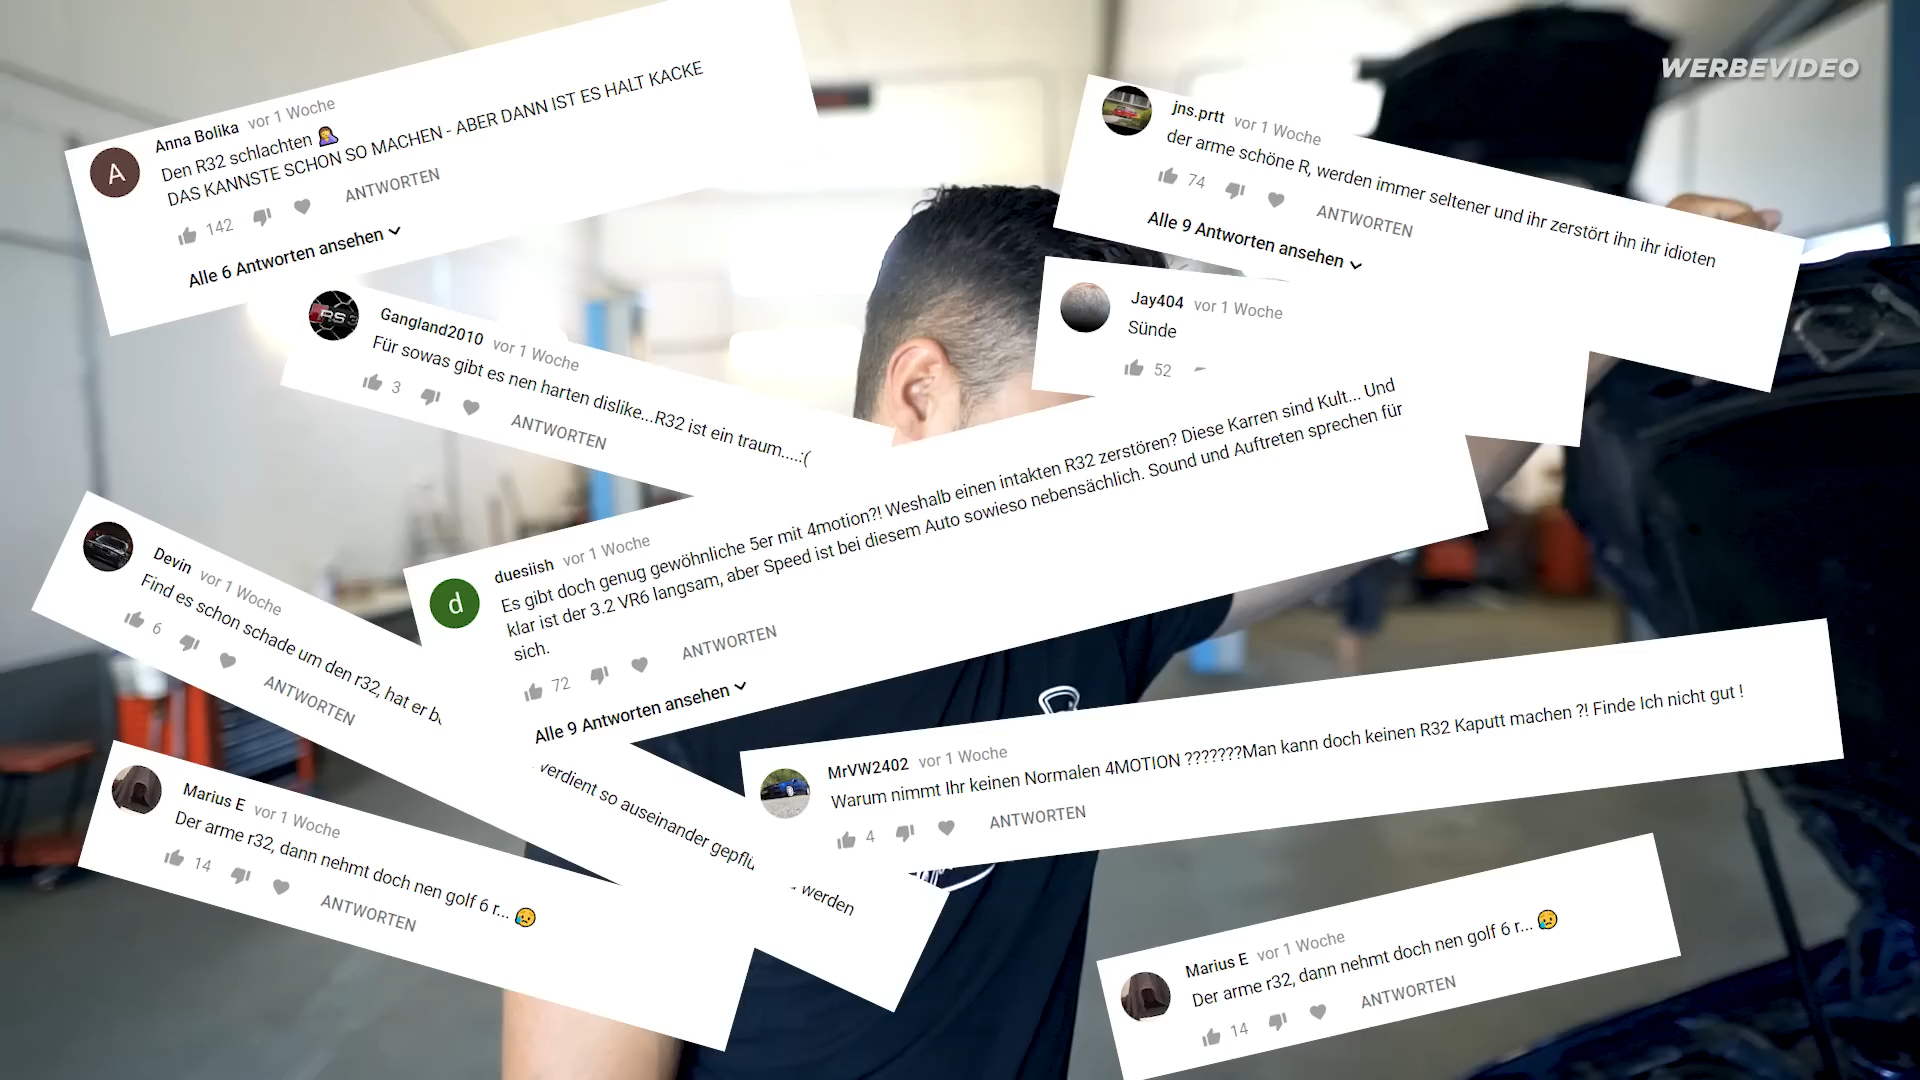 WERBEVIDEO
Anna Bolika vor 1 Woche
Den R32 schlachten 🤦‍♀️
DAS KANNSTE SCHON SO MACHEN - ABER DANN IST ES HALT KACKE
142 ANTWORTEN
Alle 6 Antworten ansehen
jns.prtt vor 1 Woche
der arme schöne R, werden immer seltener und ihr zerstört ihn ihr idioten
74 ANTWORTEN
Alle 9 Antworten ansehen
Gangland2010 vor 1 Woche
Für sowas gibt es nen harten dislike...R32 ist ein traum....:(
3 ANTWORTEN
Jay404 vor 1 Woche
Sünde
52
duesiish vor 1 Woche
Es gibt doch genug gewöhnliche 5er mit 4motion?! Weshalb einen intakten R32 zerstören? Diese Karren sind Kult... Und
klar ist der 3.2 VR6 langsam, aber Speed ist bei diesem Auto sowieso nebensächlich. Sound und Auftreten sprechen für
sich.
72 ANTWORTEN
Alle 9 Antworten ansehen
Devin vor 1 Woche
Find es schon schade um den r32, hat er verdient so auseinander werden
6 ANTWORTEN
MrVW2402 vor 1 Woche
Warum nimmt Ihr keinen Normalen 4MOTION ???????Man kann doch keinen R32 Kaputt machen ?! Finde Ich nicht gut !
4 ANTWORTEN
Marius E vor 1 Woche
Der arme r32, dann nehmt doch nen golf 6 r... 😥
14 ANTWORTEN
Marius E vor 1 Woche
Der arme r32, dann nehmt doch nen golf 6 r... 😥
14 ANTWORTEN